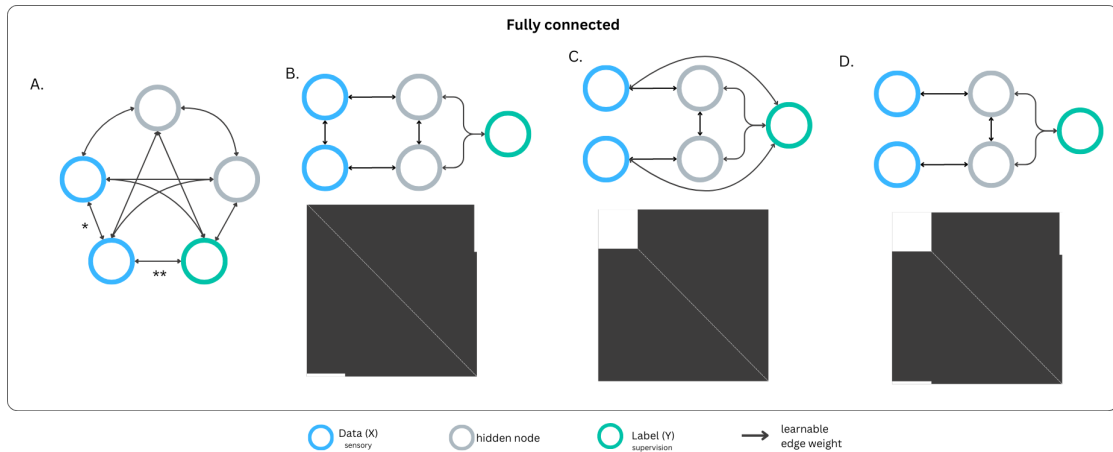 Fully connected
A.
B.
C.
D.
*
**
Data (X)
sensory
hidden node
Label (Y)
supervision
learnable
edge weight